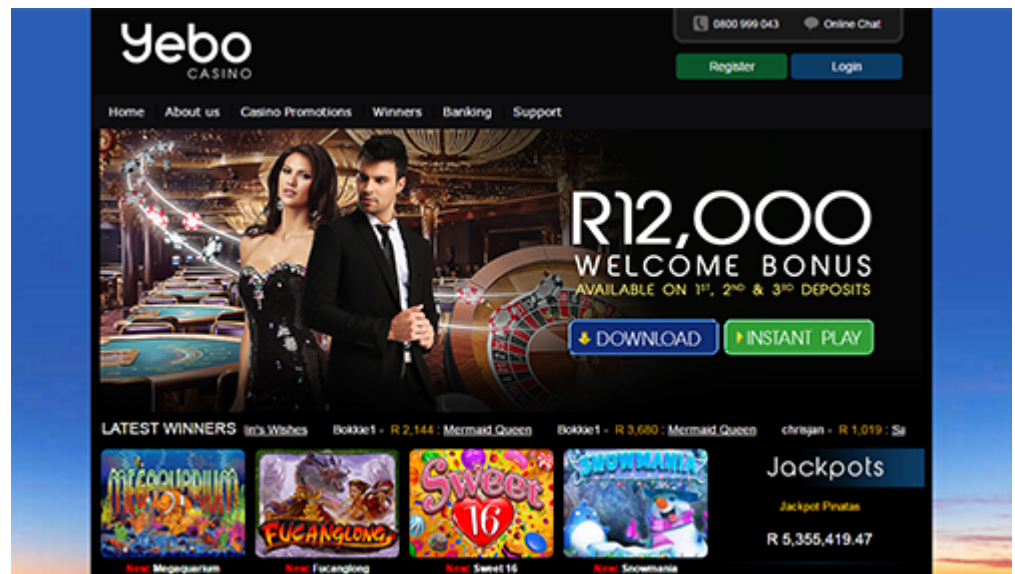 Yebo
CASINO
0800 999 043 Online Chat
Register Login
Home About us Casino Promotions Winners Banking Support
R12,000
WELCOME BONUS
AVAILABLE ON 1ST, 2ND & 3RD DEPOSITS
DOWNLOAD INSTANT PLAY
LATEST WINNERS in's Wishes Bokkie1 - R 2,144 : Mermaid Queen Bokkie1 - R 3,680 : Mermaid Queen chrisjan - R 1,019 : Sa
MEGAQUARIUM FUCANGLONG Sweet 16 SNOWMANIA
Jackpots
Jackpot Pinatas
R 5,355,419.47
New! Megaquarium New! Fucanglong New! Sweet 16 New! Snowmania